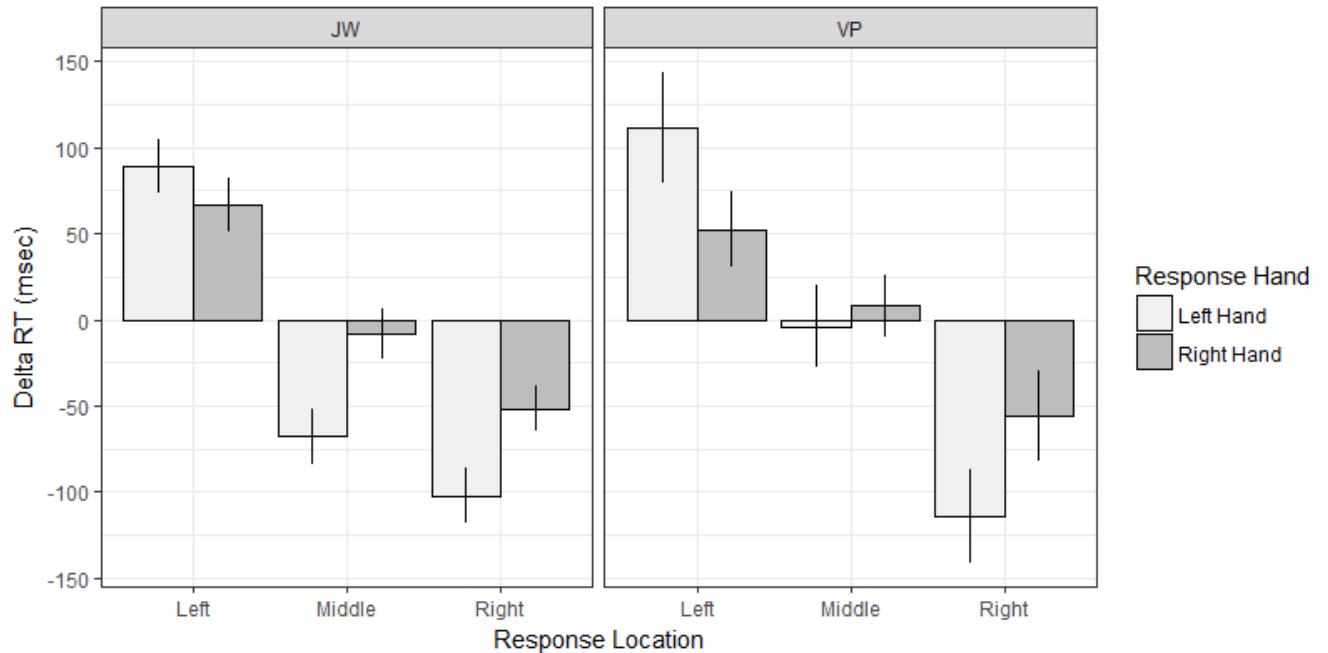 JW
VP
150
100
50
0
-50
-100
-150
Delta RT (msec)
Left
Middle
Right
Left
Middle
Right
Response Location
Response Hand
Left Hand
Right Hand